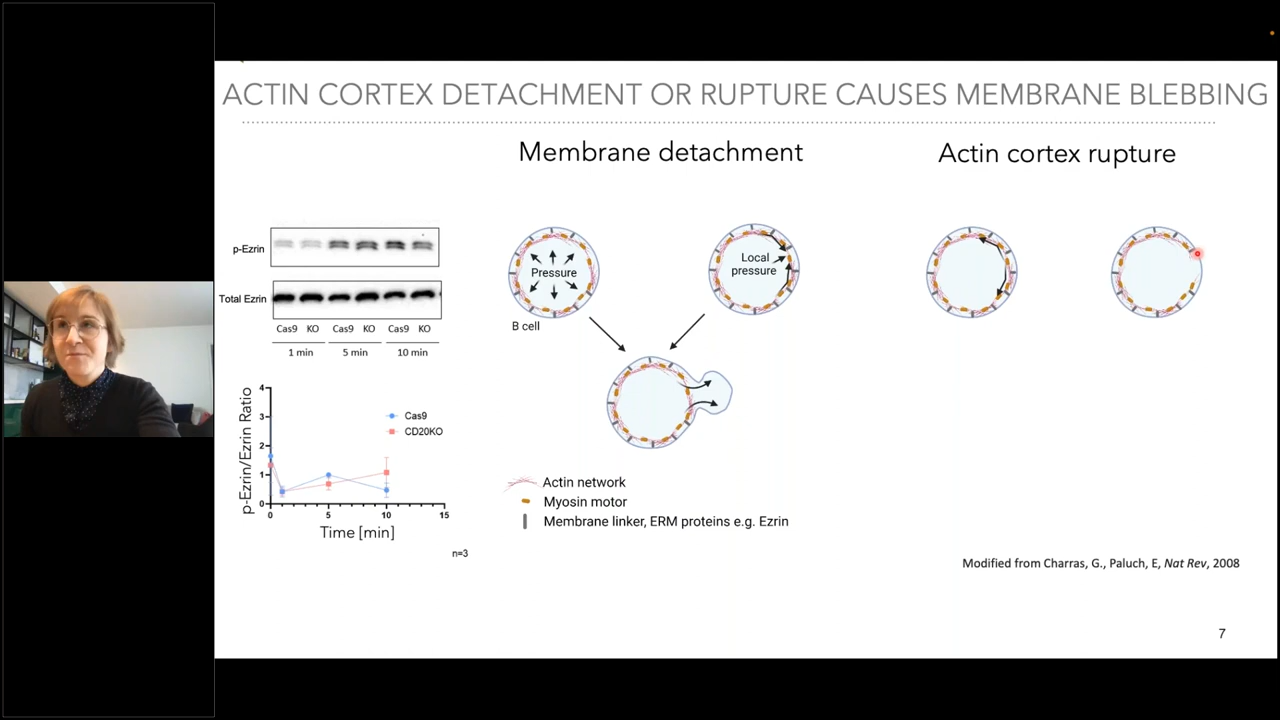 ACTIN CORTEX DETACHMENT OR RUPTURE CAUSES MEMBRANE BLEBBING
Membrane detachment
Actin cortex rupture
p-Ezrin
Total Ezrin
Cas9 KO Cas9 KO Cas9 KO
1 min 5 min 10 min
Pressure
B cell
Local
pressure
p-Ezrin/Ezrin Ratio
4
3
2
1
0
0 5 10 15
Time [min]
Cas9
CD20KO
n=3
Actin network
Myosin motor
Membrane linker, ERM proteins e.g. Ezrin
Modified from Charras, G., Paluch, E, Nat Rev, 2008
7